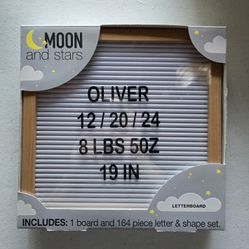 MOON
and stars
OLIVER
12 / 20 / 24
8 LBS 5OZ
19 IN
LETTERBOARD
INCLUDES: 1 board and 164 piece letter & shape set.